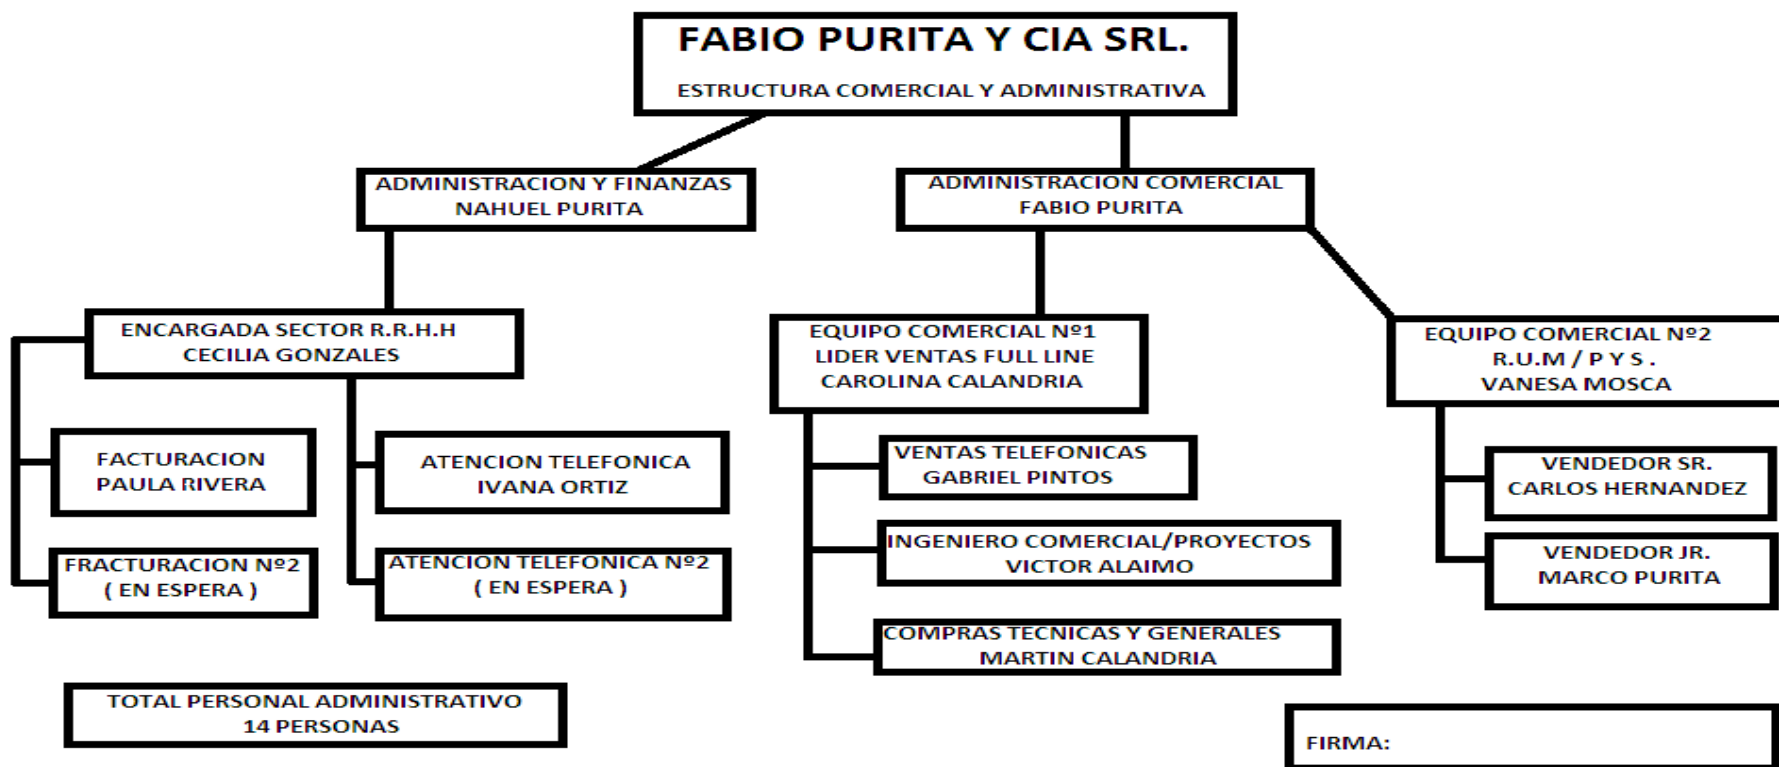 FABIO PURITA Y CIA SRL.
ESTRUCTURA COMERCIAL Y ADMINISTRATIVA
ADMINISTRACION Y FINANZAS
NAHUEL PURITA
ADMINISTRACION COMERCIAL
FABIO PURITA
ENCARGADA SECTOR R.R.H.H
CECILIA GONZALES
FACTURACION
PAULA RIVERA
FRACTURACION Nº2
( EN ESPERA )
ATENCION TELEFONICA
IVANA ORTIZ
ATENCION TELEFONICA Nº2
( EN ESPERA )
EQUIPO COMERCIAL Nº1
LIDER VENTAS FULL LINE
CAROLINA CALANDRIA
VENTAS TELEFONICAS
GABRIEL PINTOS
INGENIERO COMERCIAL/PROYECTOS
VICTOR ALAIMO
COMPRAS TECNICAS Y GENERALES
MARTIN CALANDRIA
EQUIPO COMERCIAL Nº2
R.U.M / P Y S .
VANESA MOSCA
VENDEDOR SR.
CARLOS HERNANDEZ
VENDEDOR JR.
MARCO PURITA
TOTAL PERSONAL ADMINISTRATIVO
14 PERSONAS
FIRMA: